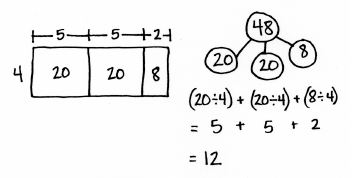 5 5 2
4 20 20 8
48
20 20 8
(20÷4) + (20÷4) + (8÷4)
= 5 + 5 + 2
= 12